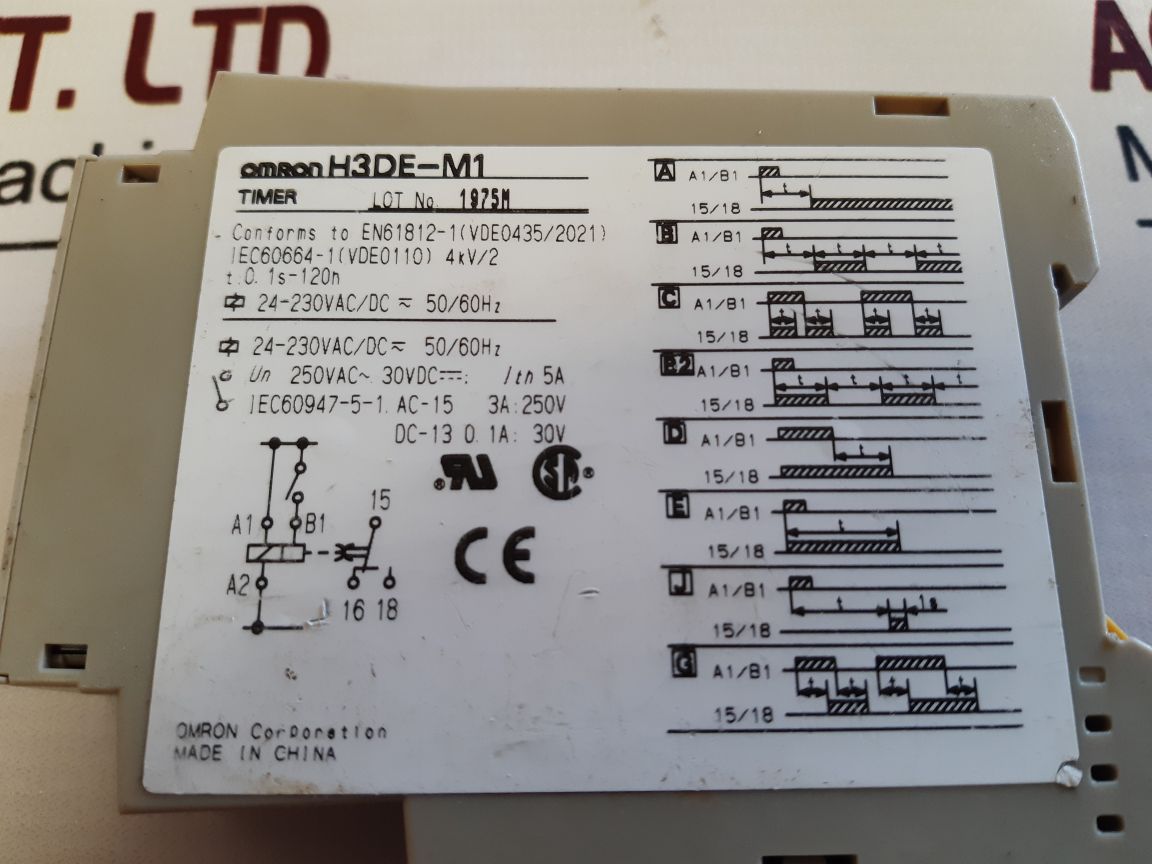 T. LTD
A
achi
M
OMRON H3DE-M1
TIMER LOT No. 1975M
Conforms to EN61812-1(VDE0435/2021)
IEC60664-1(VDE0110) 4kV/2
t.0.1s-120h
24-230VAC/DC ≂ 50/60Hz
24-230VAC/DC ≂ 50/60Hz
Un 250VAC~ 30VDC⎓: Ith 5A
IEC60947-5-1. AC-15 3A:250V
DC-13 0.1A: 30V
A1 B1 15
A2 16 18
® RU SA ®
CE
OMRON Corporation
MADE IN CHINA
A A1/B1
t
15/18
B A1/B1
t t t t
15/18
C A1/B1
t t t t
15/18
B2 A1/B1
t t t t
15/18
D A1/B1
t
15/18
E A1/B1
t
15/18
J A1/B1
t 1s
15/18
G A1/B1
t t t t
15/18